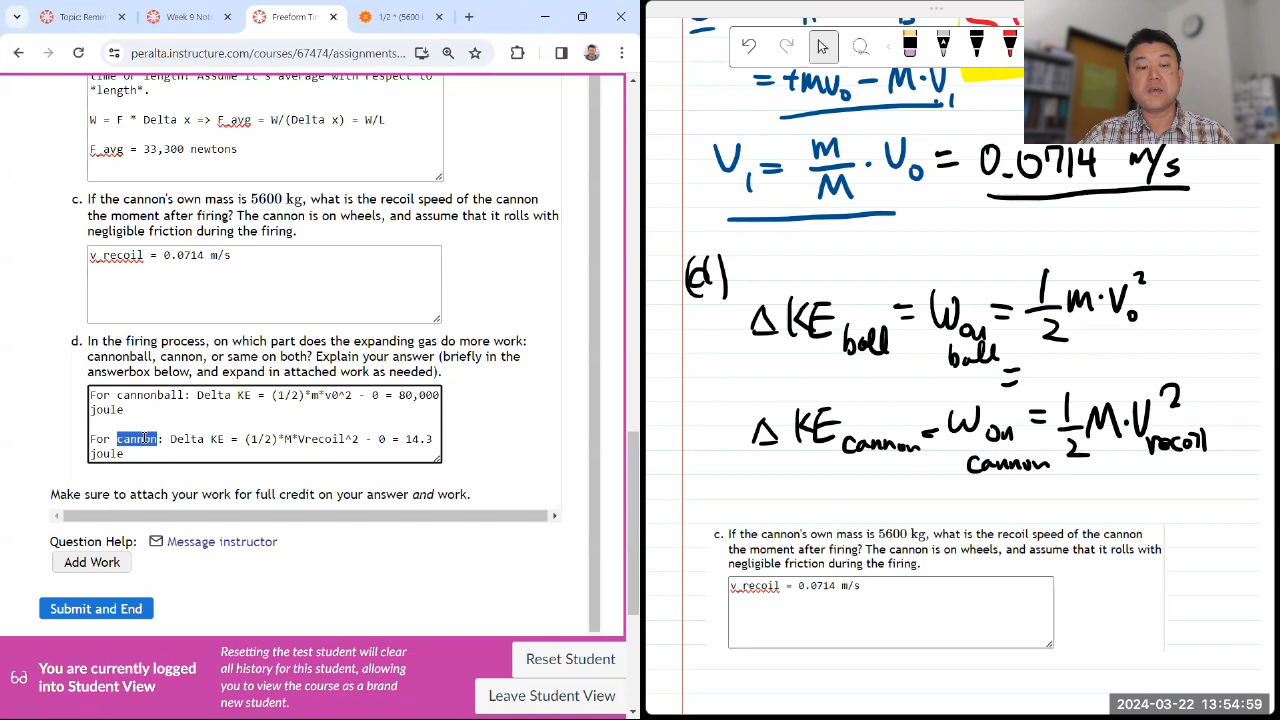 Topic: Remin
Week 9 Not
Freeform Tim
1/2 * (5600 (
peralta.instructure.com/courses/
4/assignments
time or length? Assume it's average with respect to
*length*.
W = F * Delta x => F_avg = W/(Delta x) = W/L
F_avg = 33,300 newtons
c. If the cannon's own mass is 5600 kg, what is the recoil speed of the cannon
the moment after firing? The cannon is on wheels, and assume that it rolls with
negligible friction during the firing.
v_recoil = 0.0714 m/s
d. In the firing process, on which part does the expanding gas do more work:
cannonball, cacnon, or same on both? Explain your answer (briefly in the
answerbox below, and expand in attached work as needed).
For cannonball: Delta KE = (1/2)*m*v0^2 - 0 = 80,000
joule
For cannon: Delta KE = (1/2)*M*Vrecoil^2 - 0 = 14.3
joule
Make sure to attach your work for full credit on your answer and work.
Question Help: Message instructor
Add Work
Submit and End
You are currently logged
into Student View
Resetting the test student will clear
all history for this student, allowing
you to view the course as a brand
new student.
Reset Student
Leave Student View
= +mv₀ - M·V₁
V₁ = m/M · V₀ = 0.0714 m/s
(d)
Δ KE ball = W on ball = 1/2 m·V₀²
=
Δ KE cannon = W on cannon = 1/2 M·V recoil²
c. If the cannon's own mass is 5600 kg, what is the recoil speed of the cannon
the moment after firing? The cannon is on wheels, and assume that it rolls with
negligible friction during the firing.
v_recoil = 0.0714 m/s
2024-03-22 13:54:59